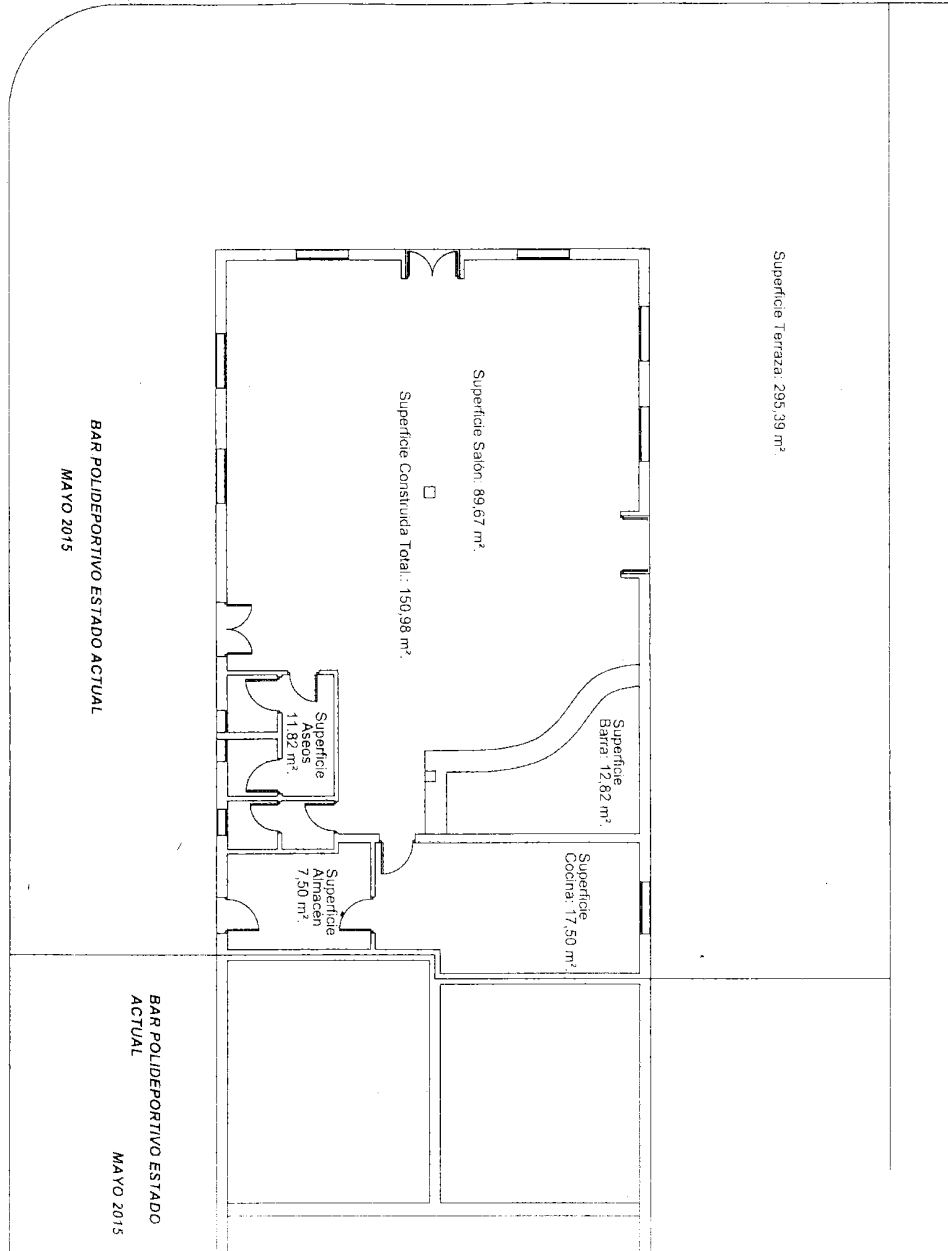 Superficie Terraza: 295,39 m².
Superficie Salón: 89,67 m².
Superficie Construida Total.: 150,98 m².
Superficie
Barra: 12,82 m².
Superficie
Aseos
11,82 m².
Superficie
Cocina: 17,50 m².
Superficie
Almacén
7,50 m².
BAR POLIDEPORTIVO ESTADO ACTUAL
MAYO 2015
BAR POLIDEPORTIVO ESTADO
ACTUAL
MAYO 2015